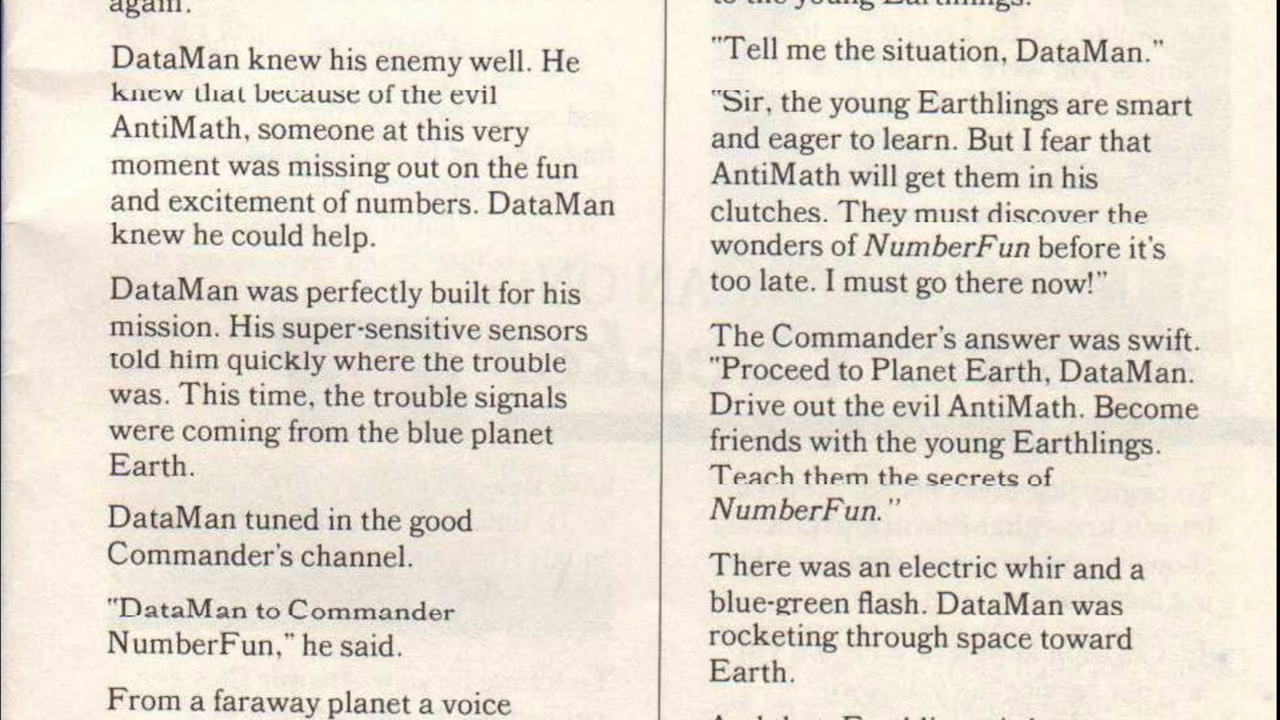 again.
DataMan knew his enemy well. He
knew that because of the evil
AntiMath, someone at this very
moment was missing out on the fun
and excitement of numbers. DataMan
knew he could help.
DataMan was perfectly built for his
mission. His super-sensitive sensors
told him quickly where the trouble
was. This time, the trouble signals
were coming from the blue planet
Earth.
DataMan tuned in the good
Commander's channel.
"DataMan to Commander
NumberFun," he said.
From a faraway planet a voice
to the young Earthlings.
"Tell me the situation, DataMan."
"Sir, the young Earthlings are smart
and eager to learn. But I fear that
AntiMath will get them in his
clutches. They must discover the
wonders of NumberFun before it's
too late. I must go there now!"
The Commander's answer was swift.
"Proceed to Planet Earth, DataMan.
Drive out the evil AntiMath. Become
friends with the young Earthlings.
Teach them the secrets of
NumberFun."
There was an electric whir and a
blue-green flash. DataMan was
rocketing through space toward
Earth.